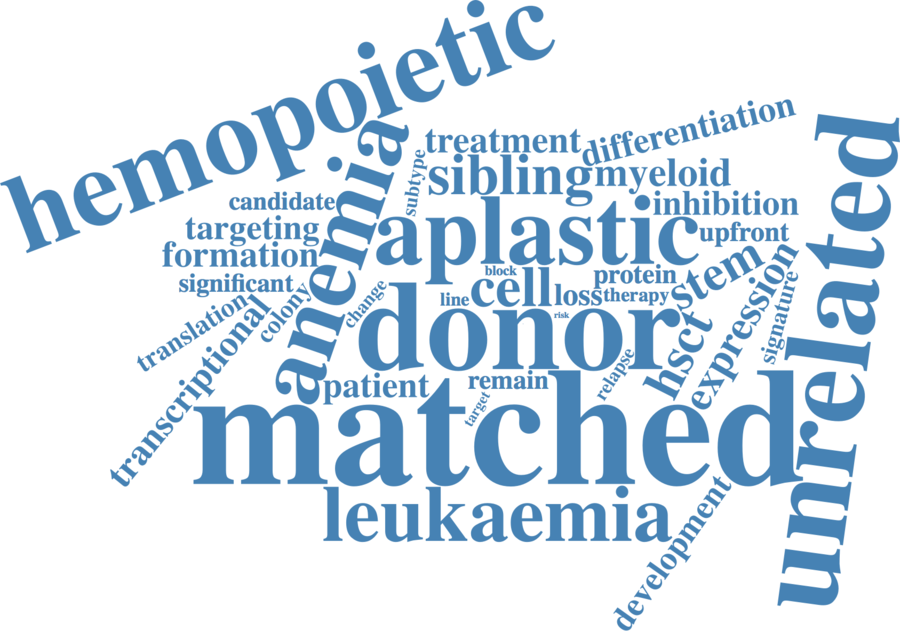 hemopoietic
treatment
differentiation
anemia
subtype
sibling
myeloid
unrelated
candidate
aplastic
inhibition
targeting
upfront
formation
block
protein
stem
significant
cell
loss
therapy
line
change
colony
expression
signature
translation
donor
risk
hsct
transcriptional
relapse
patient
remain
target
matched
leukaemia
development